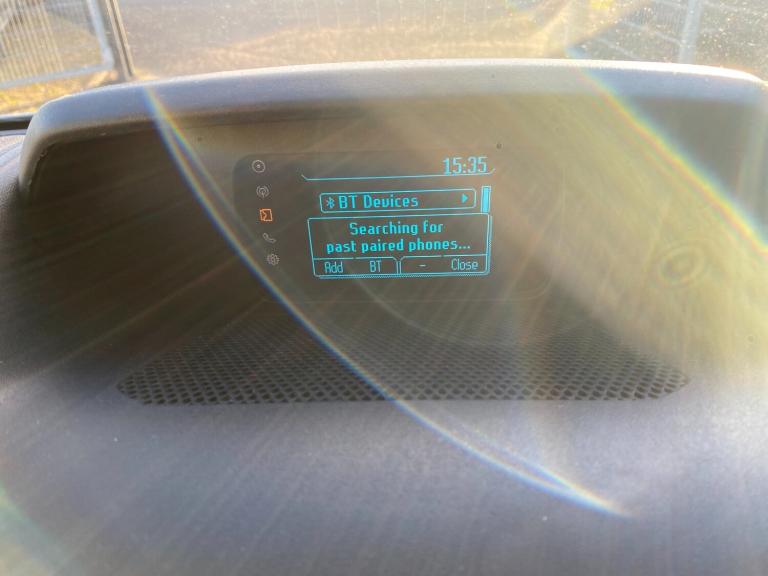 15:35
BT Devices
Searching for
past paired phones...
Add BT - Close